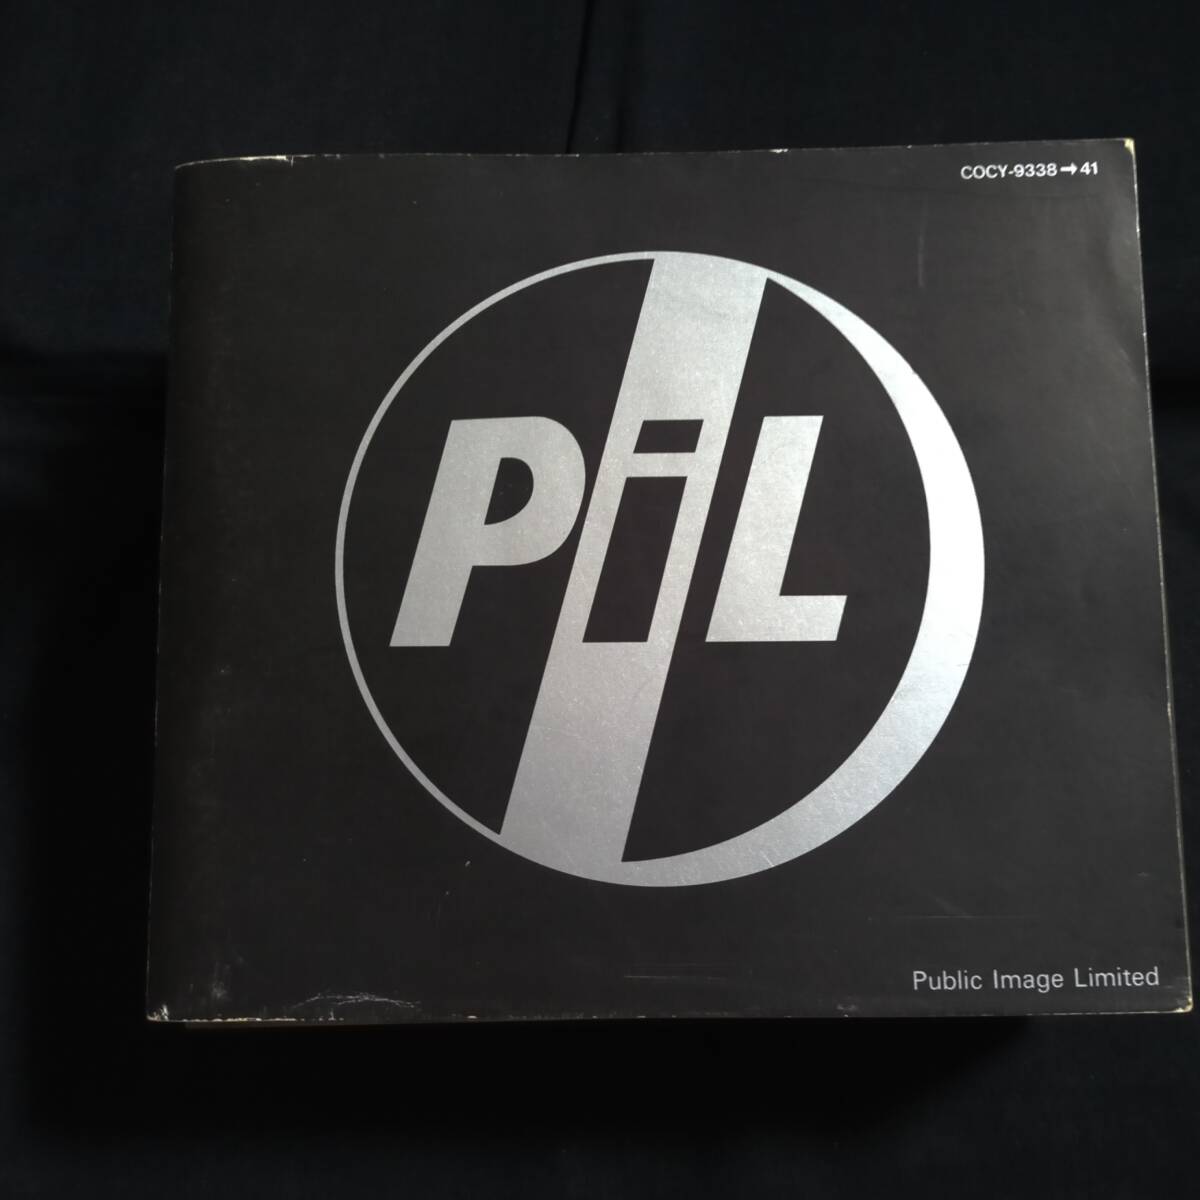 COCY-9338→41
PiL
Public Image Limited